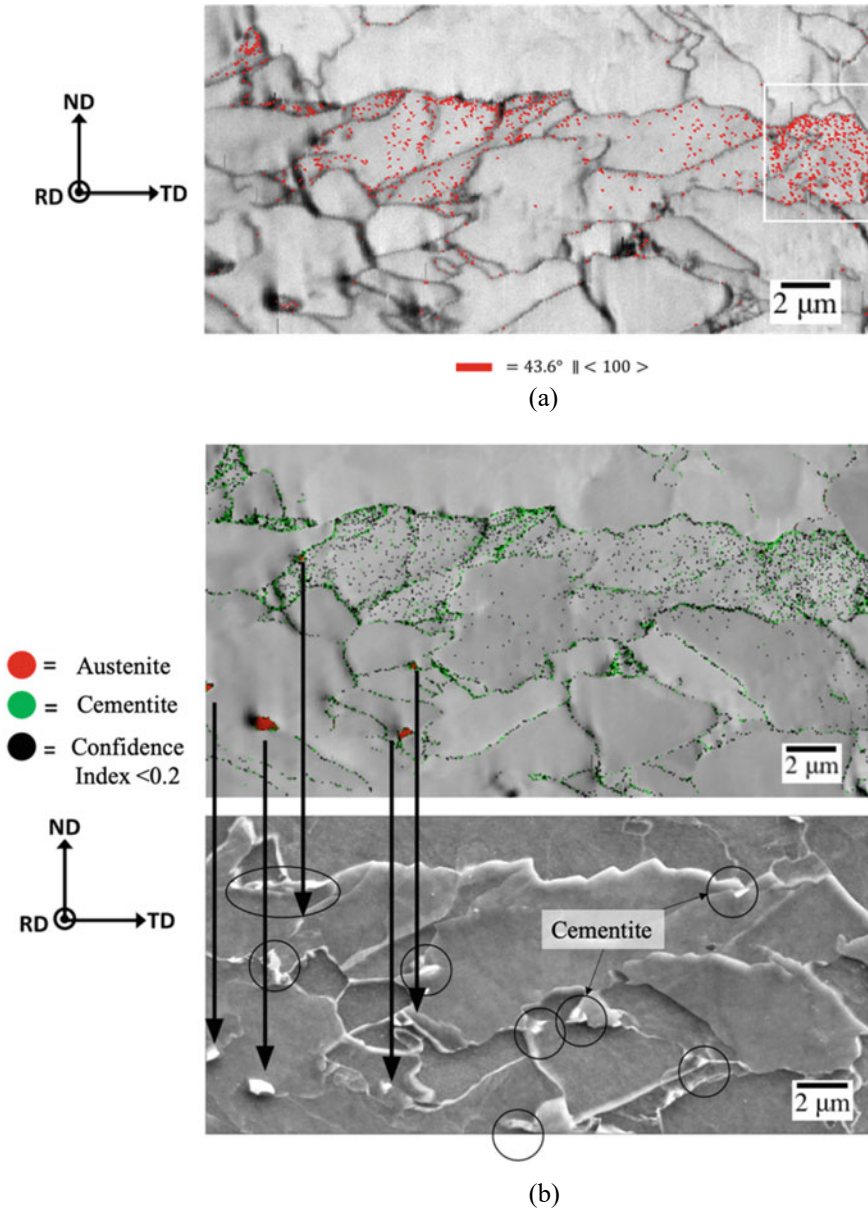 ND
RD
TD
2 μm
= 43.6° ∥ < 100 >
(a)
= Austenite
= Cementite
= Confidence
Index <0.2
2 μm
ND
RD
TD
Cementite
2 μm
(b)